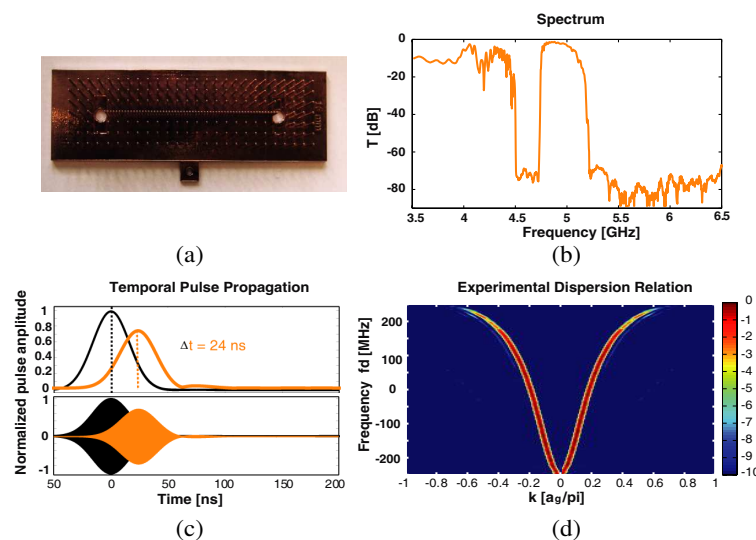 Spectrum
0
-20
-40
-60
-80
T [dB]
3.5 4 4.5 5 5.5 6 6.5
Frequency [GHz]
(a)
(b)
Temporal Pulse Propagation
1
0.8
0.6
0.4
0.2
0
Δt = 24 ns
1
0
-1
Normalized pulse amplitude
50 0 50 100 150 200
Time [ns]
(c)
Experimental Dispersion Relation
200
100
0
-100
-200
Frequency fd [MHz]
-1 -0.8 -0.6 -0.4 -0.2 0 0.2 0.4 0.6 0.8 1
k [ag/pi]
0
-1
-2
-3
-4
-5
-6
-7
-8
-9
-10
(d)